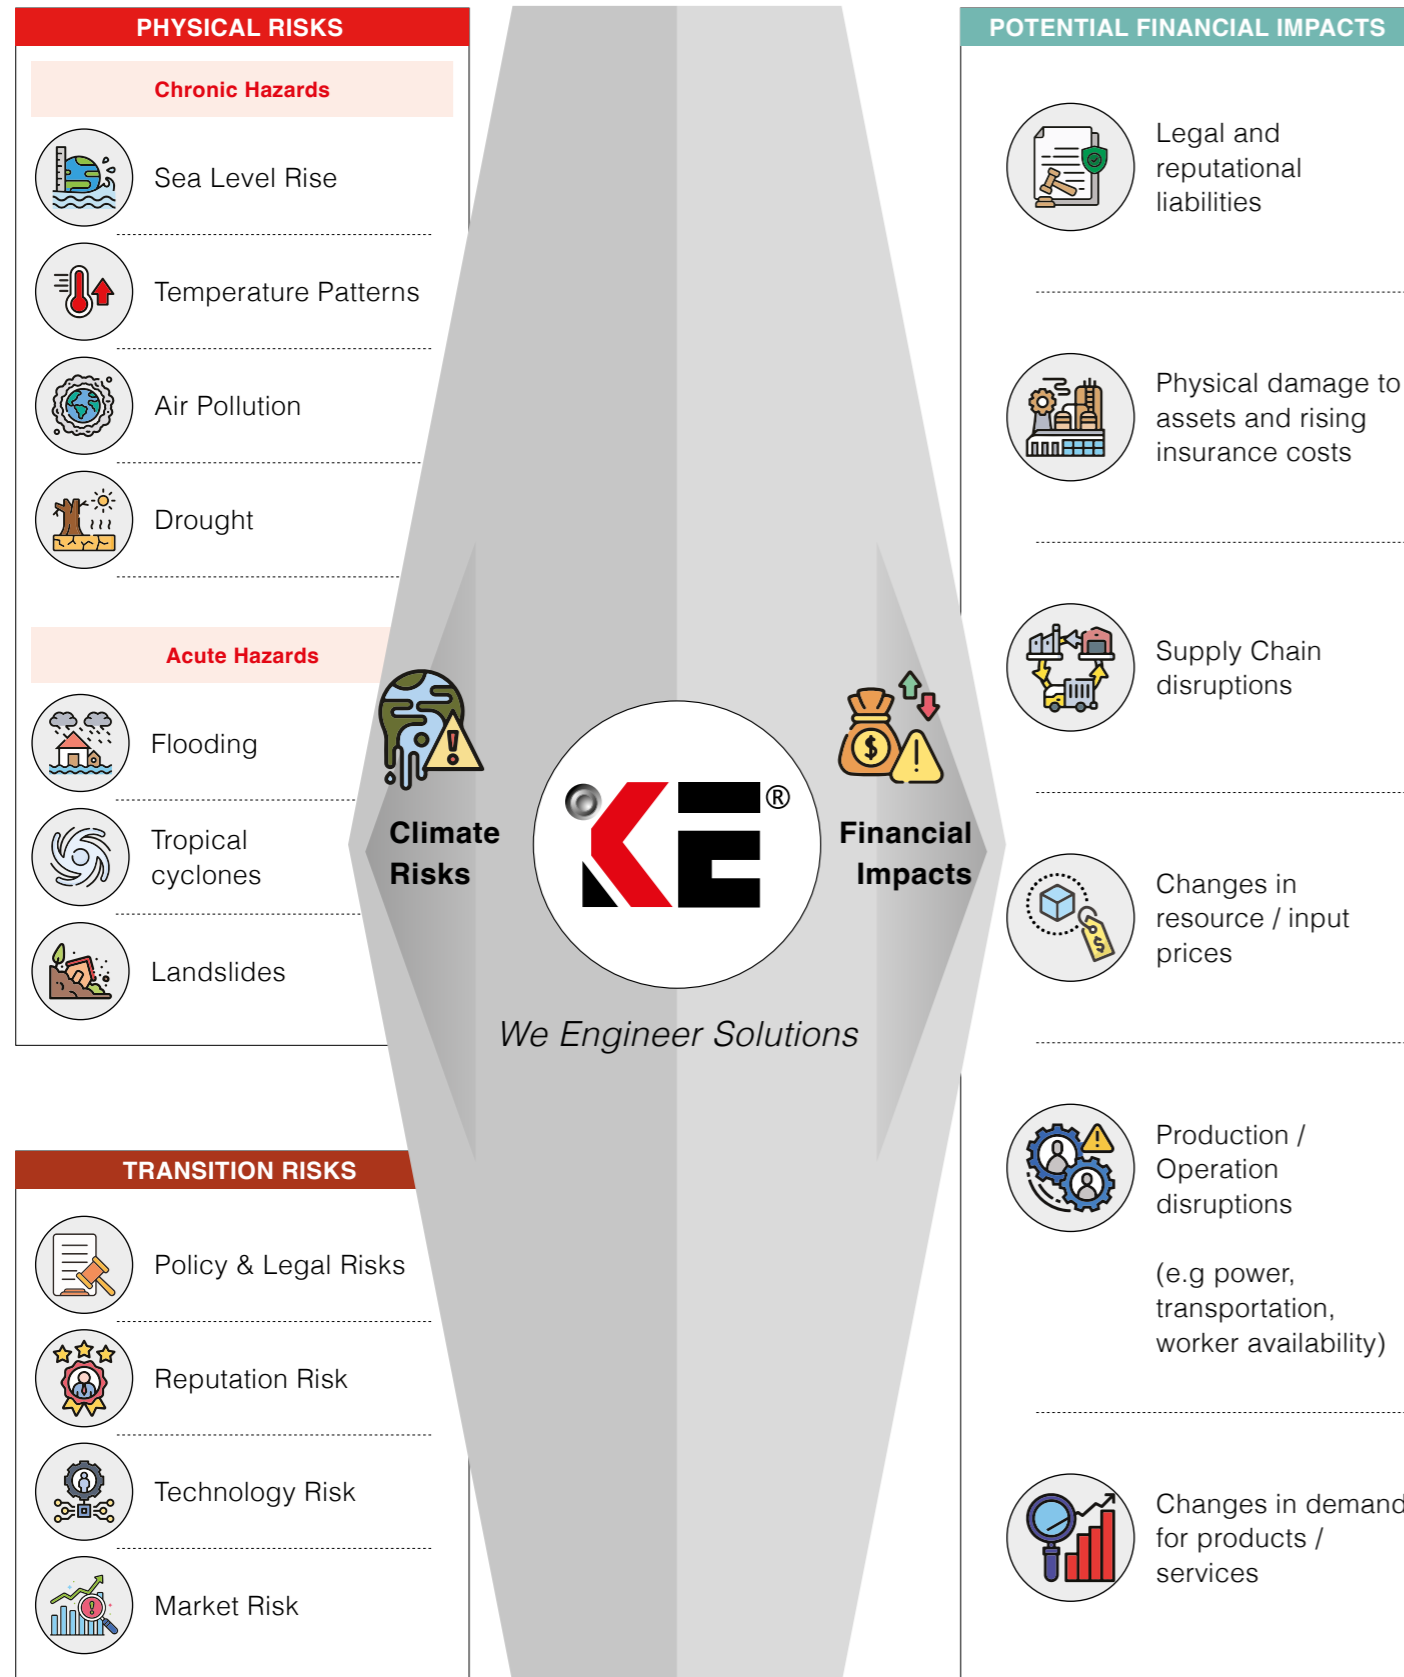 PHYSICAL RISKS
Chronic Hazards
Sea Level Rise
Temperature Patterns
Air Pollution
Drought
Acute Hazards
Flooding
Tropical
cyclones
Landslides
TRANSITION RISKS
Policy & Legal Risks
Reputation Risk
Technology Risk
Market Risk
Climate
Risks
KE®
We Engineer Solutions
Financial
Impacts
POTENTIAL FINANCIAL IMPACTS
Legal and
reputational
liabilities
Physical damage to
assets and rising
insurance costs
Supply Chain
disruptions
Changes in
resource / input
prices
Production /
Operation
disruptions
(e.g power,
transportation,
worker availability)
Changes in demand
for products /
services